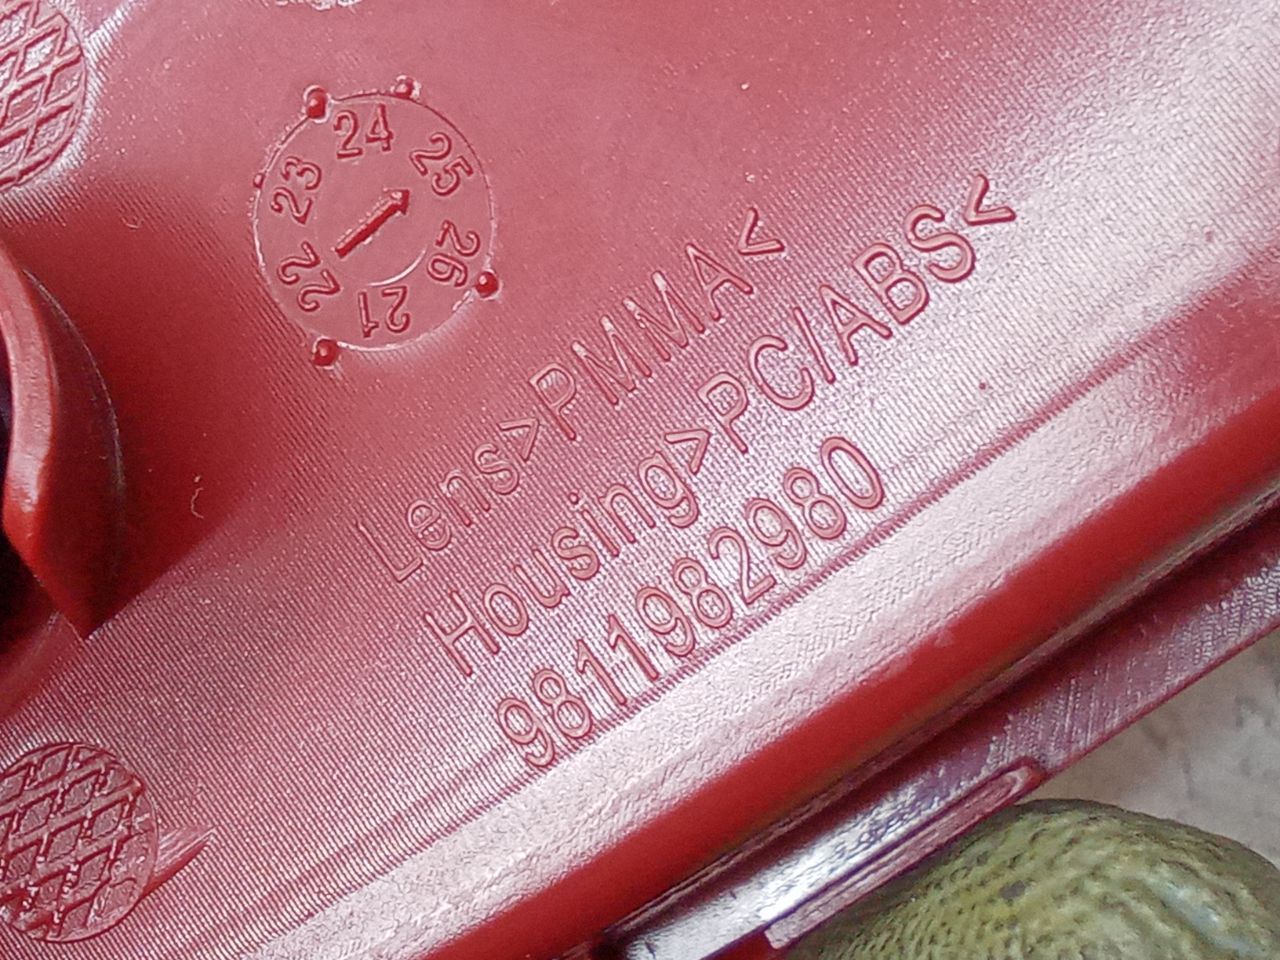 21 22 23 24 25 26
Lens>PMMA<
Housing>PC/ABS<
9811982980